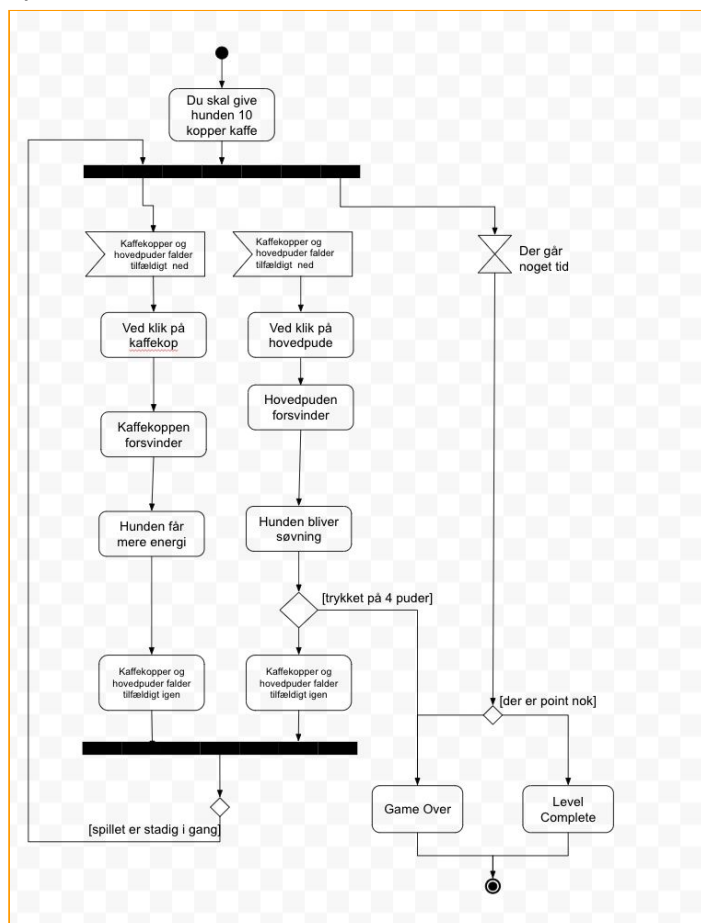 Du skal give
hunden 10
kopper kaffe
Kaffekopper og
hovedpuder falder
tilfældigt  ned
Kaffekopper og
hovedpuder falder
tilfældigt  ned
Der går
noget tid
Ved klik på
kaffekop
Ved klik på
hovedpude
Kaffekoppen
forsvinder
Hovedpuden
forsvinder
Hunden får
mere energi
Hunden bliver
søvning
[trykket på 4 puder]
Kaffekopper og
hovedpuder falder
tilfældigt igen
Kaffekopper og
hovedpuder falder
tilfældigt igen
[der er point nok]
Game Over
Level
Complete
[spillet er stadig i gang]